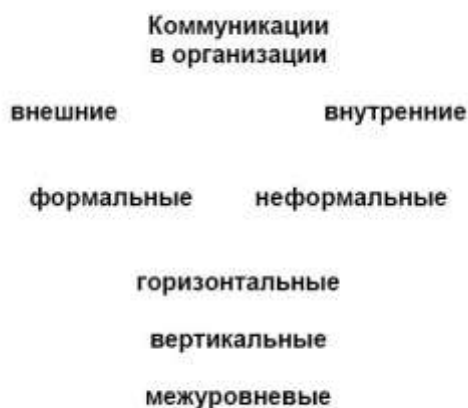 Коммуникации
в организации
внешние внутренние
формальные неформальные
горизонтальные
вертикальные
межуровневые